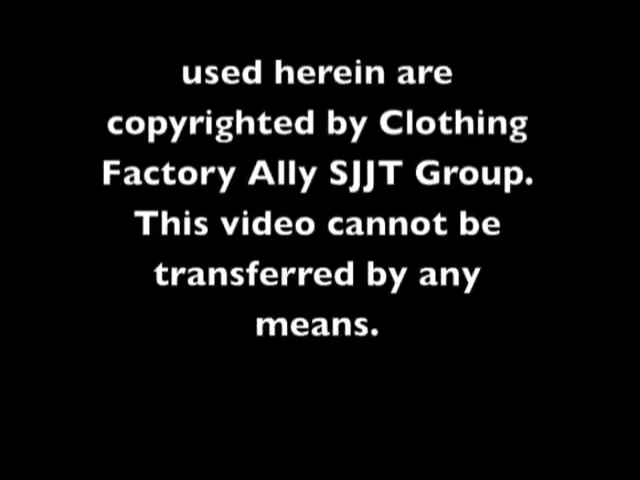 used herein are
copyrighted by Clothing
Factory Ally SJJT Group.
This video cannot be
transferred by any
means.